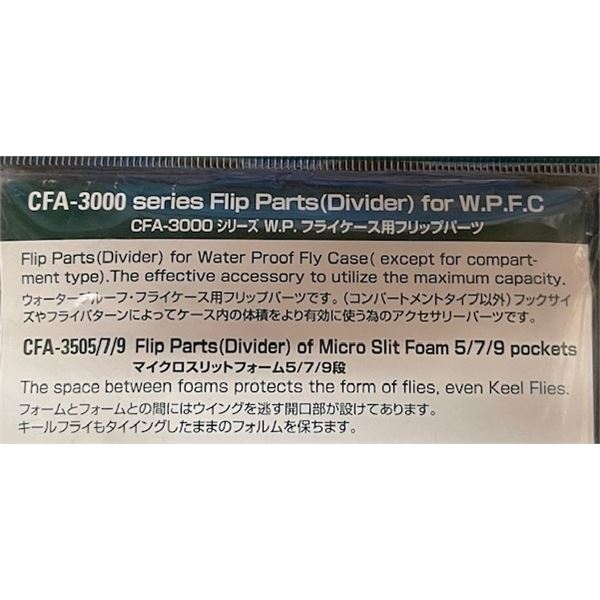 CFA-3000 series Flip Parts(Divider) for W.P.F.C
CFA-3000 シリーズ W.P. フライケース用フリップパーツ
Flip Parts(Divider) for Water Proof Fly Case( except for compart-
ment type).The effective accessory to utilize the maximum capacity.
ウォータープルーフ・フライケース用フリップパーツです。(コンパートメントタイプ以外)フックサイ
ズやフライパターンによってケース内の体積をより有効に使う為のアクセサリーパーツです。
CFA-3505/7/9 Flip Parts(Divider) of Micro Slit Foam 5/7/9 pockets
マイクロスリットフォーム5/7/9段
The space between foams protects the form of flies, even Keel Flies.
フォームとフォームとの間にはウイングを逃す開口部が設けてあります。
キールフライもタイイングしたままのフォルムを保ちます。